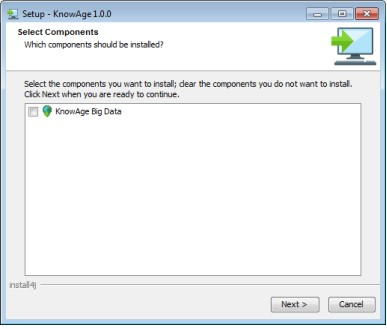 Setup - KnowAge 1.0.0
Select Components
Which components should be installed?
Select the components you want to install; clear the components you do not want to install.
Click Next when you are ready to continue.
KnowAge Big Data
install4j
Next >
Cancel